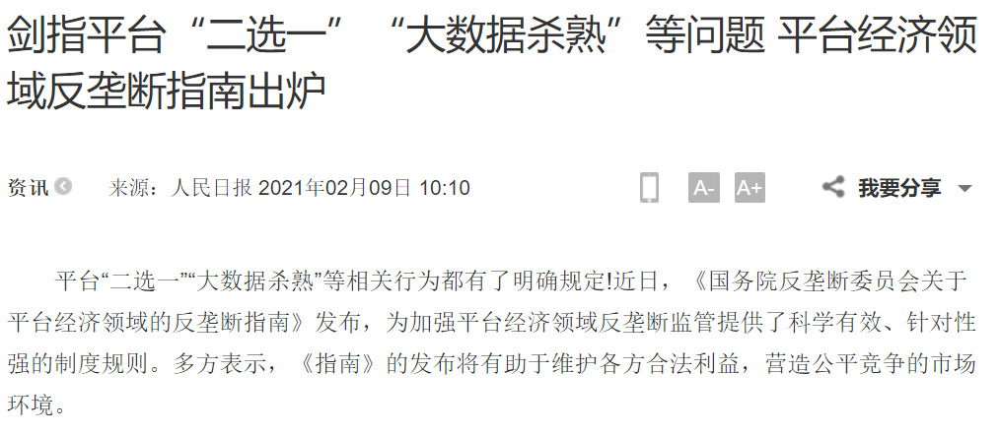 剑指平台“二选一” “大数据杀熟”等问题 平台经济领
域反垄断指南出炉
资讯 来源：人民日报 2021年02月09日 10:10 A- A+ 我要分享
平台“二选一”“大数据杀熟”等相关行为都有了明确规定!近日，《国务院反垄断委员会关于
平台经济领域的反垄断指南》发布，为加强平台经济领域反垄断监管提供了科学有效、针对性
强的制度规则。多方表示，《指南》的发布将有助于维护各方合法利益，营造公平竞争的市场
环境。